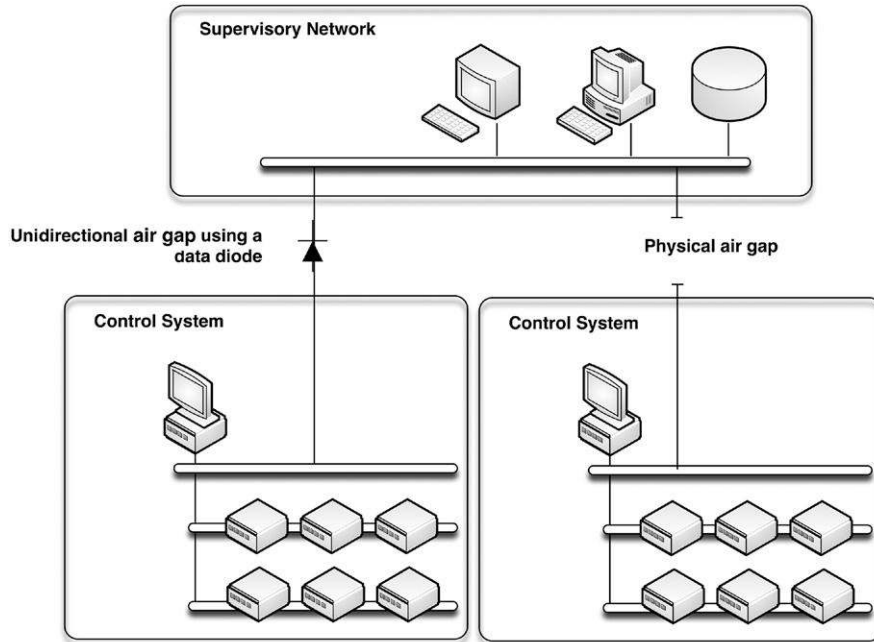 Supervisory Network
Unidirectional air gap using a
data diode
Physical air gap
Control System
Control System